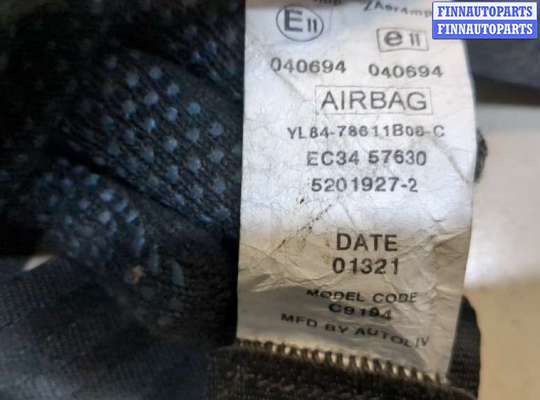 FINNAUTOPARTS
FINNAUTOPARTS
E11
e11
040694 040694
AIRBAG
YL84-78611B08-C
EC34 57630
5201927-2
DATE
01321
MODEL CODE
C9194
MFD BY AUTOLIV